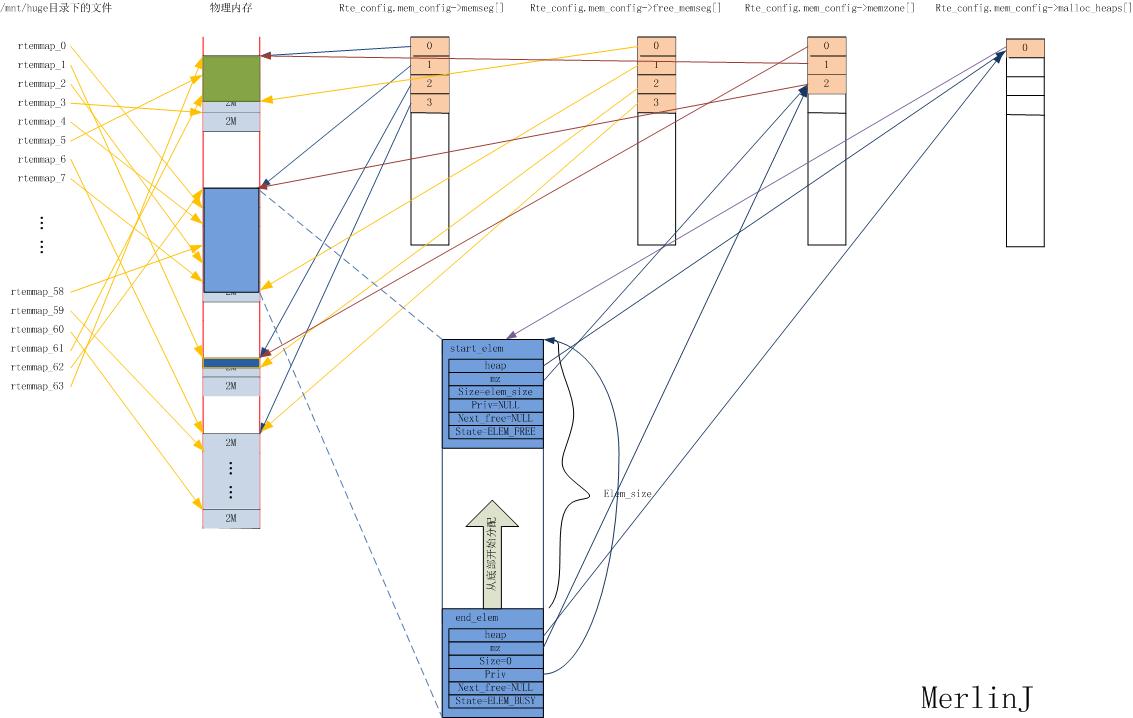 /mnt/huge目录下的文件
物理内存
Rte_config.mem_config->memseg[]
Rte_config.mem_config->free_memseg[]
Rte_config.mem_config->memzone[]
Rte_config.mem_config->malloc_heaps[]
rtemmap_0
rtemmap_1
rtemmap_2
rtemmap_3
rtemmap_4
rtemmap_5
rtemmap_6
rtemmap_7
rtemmap_58
rtemmap_59
rtemmap_60
rtemmap_61
rtemmap_62
rtemmap_63
2M
2M
2M
2M
2M
2M
2M
0
1
2
3
0
1
2
3
0
1
2
0
start_elem
heap
mz
Size=elem_size
Priv=NULL
Next_free=NULL
State=ELEM_FREE
Elem_size
从底部开始分配
end_elem
heap
mz
Size=0
Priv
Next_free=NULL
State=ELEM_BUSY
MerlinJ